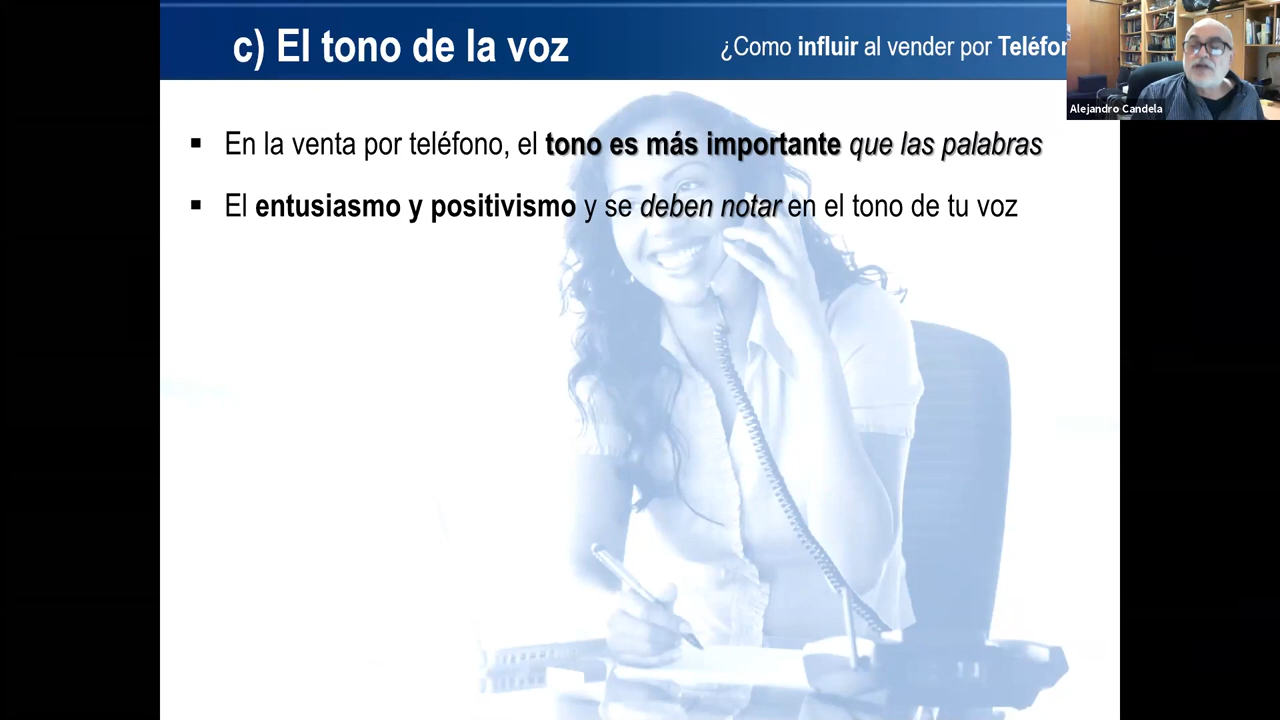 c) El tono de la voz
¿Como influir al vender por Teléfo
Alejandro Candela
▪ En la venta por teléfono, el tono es más importante que las palabras
▪ El entusiasmo y positivismo y se deben notar en el tono de tu voz